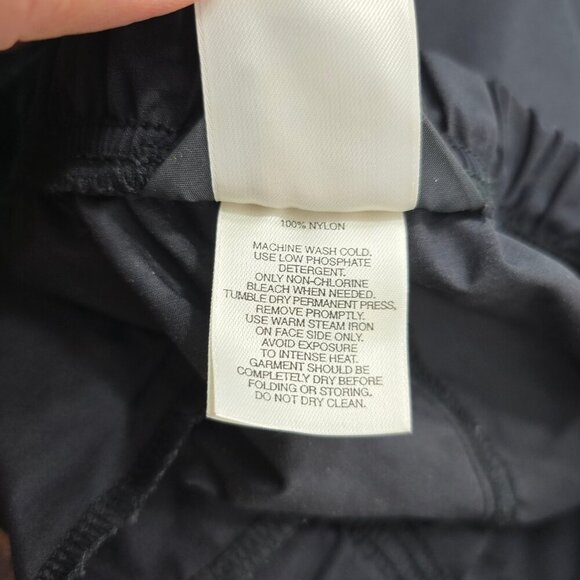 100% NYLON
MACHINE WASH COLD.
USE LOW PHOSPHATE
DETERGENT.
ONLY NON-CHLORINE
BLEACH WHEN NEEDED.
TUMBLE DRY PERMANENT PRESS.
REMOVE PROMPTLY.
USE WARM STEAM IRON
ON FACE SIDE ONLY.
AVOID EXPOSURE
TO INTENSE HEAT.
GARMENT SHOULD BE
COMPLETELY DRY BEFORE
FOLDING OR STORING.
DO NOT DRY CLEAN.